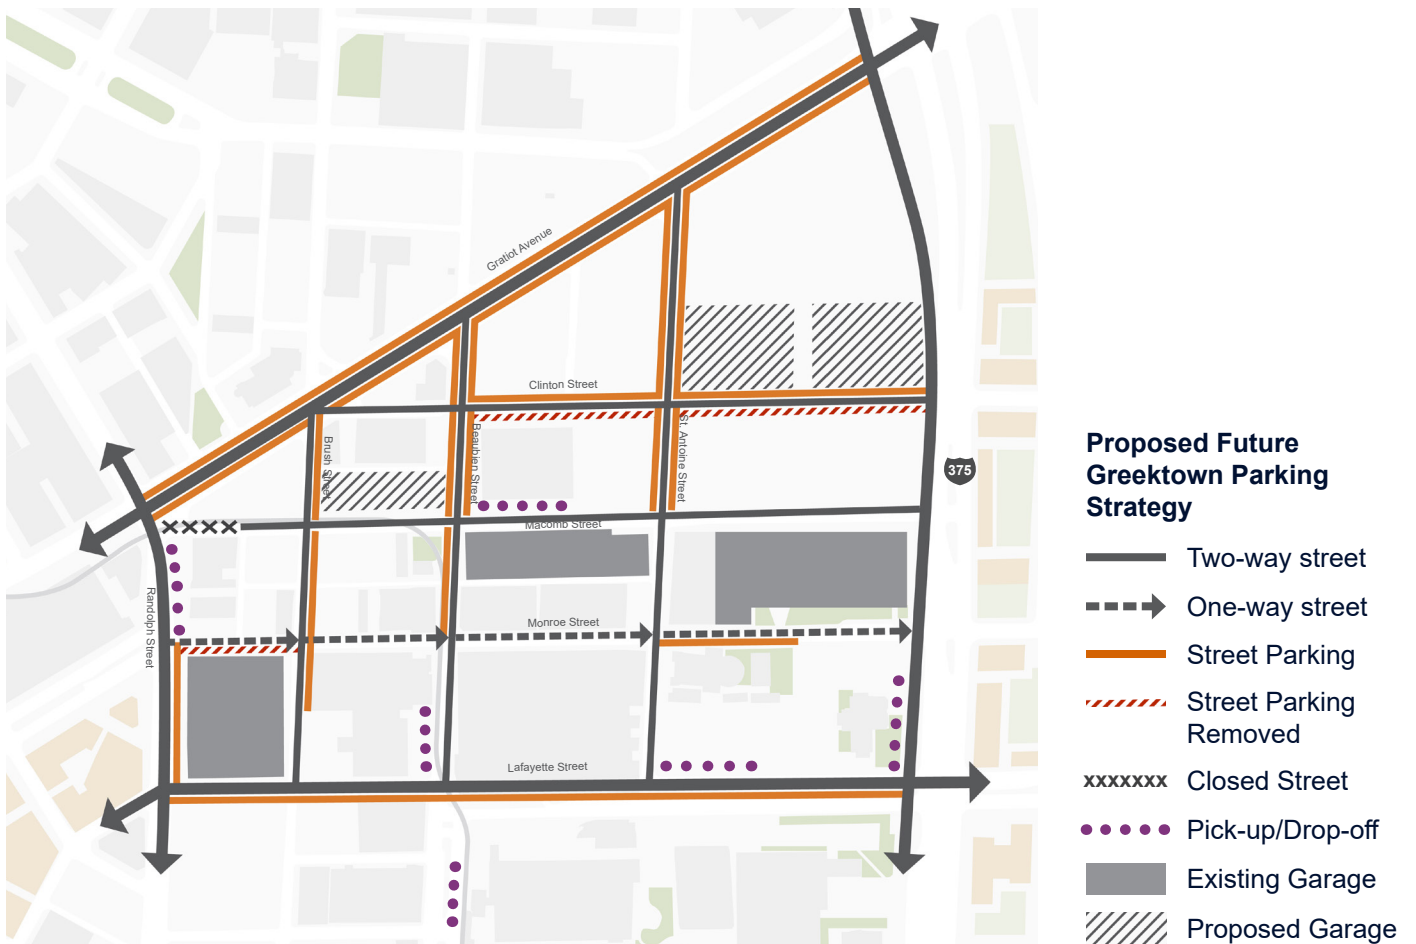 Gratiot Avenue
Clinton Street
Brush Street
Beaubien Street
St. Antoine Street
375
Macomb Street
Randolph Street
Monroe Street
Lafayette Street
Proposed Future
Greektown Parking
Strategy
Two-way street
One-way street
Street Parking
Street Parking
Removed
xxxxxxx Closed Street
Pick-up/Drop-off
Existing Garage
Proposed Garage